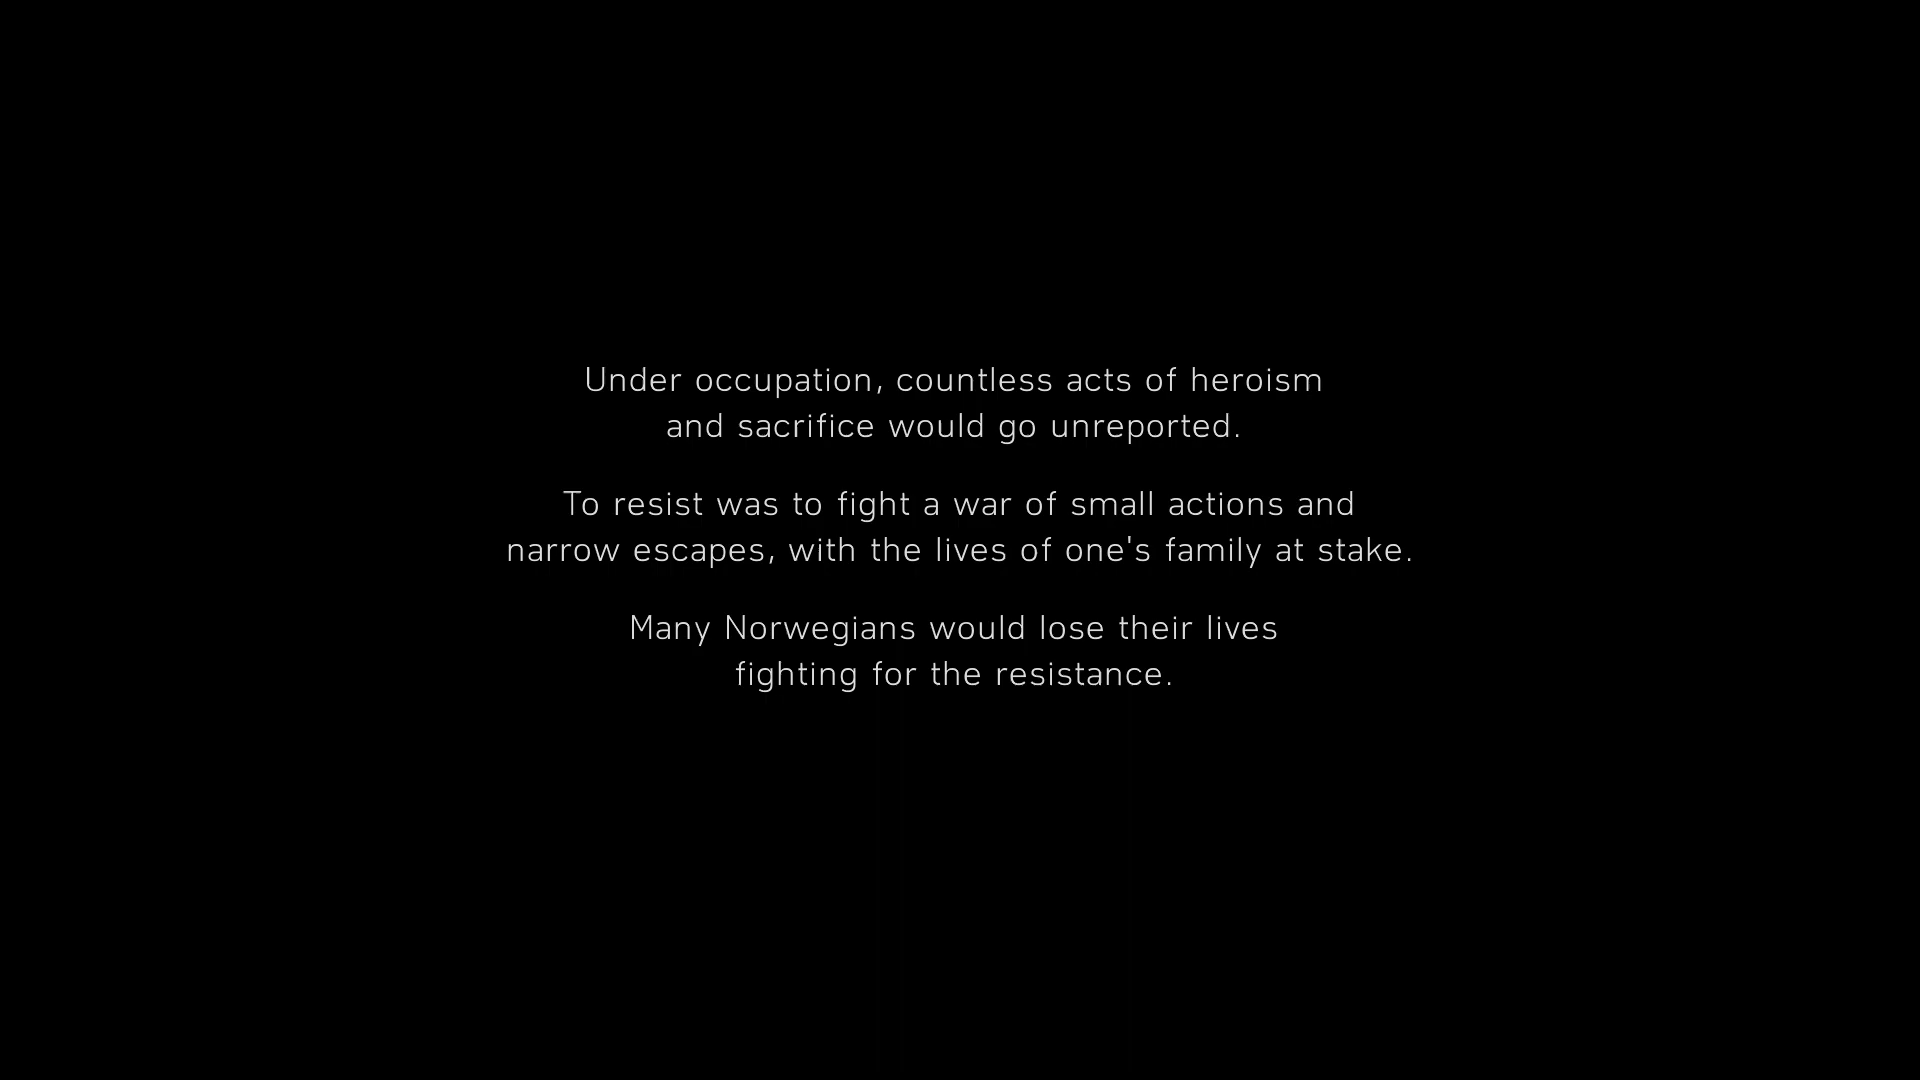 Under occupation, countless acts of heroism
and sacrifice would go unreported.
To resist was to fight a war of small actions and
narrow escapes, with the lives of one's family at stake.
Many Norwegians would lose their lives
fighting for the resistance.